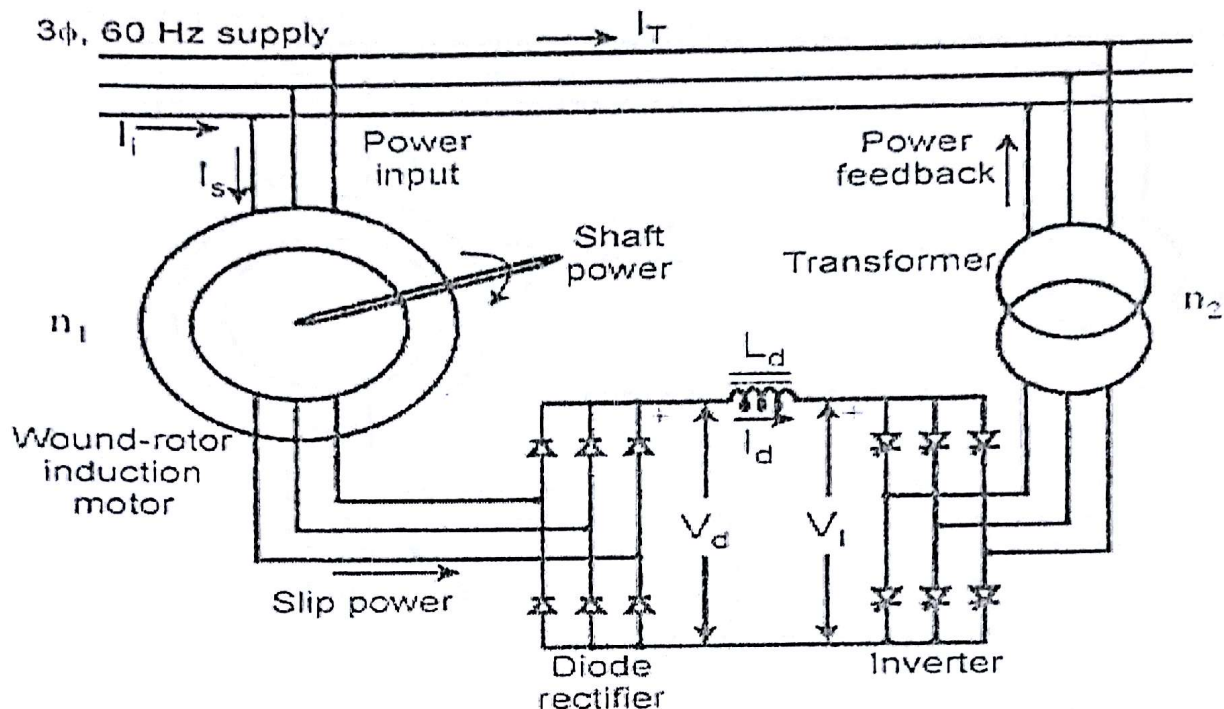 3ϕ, 60 Hz supply
I_T
I_i
I_s
Power
input
Power
feedback
Shaft
power
Transformer
n_1
n_2
L_d
+
+
I_d
Wound-rotor
induction
motor
V_d
V_I
Slip power
Diode
rectifier
Inverter